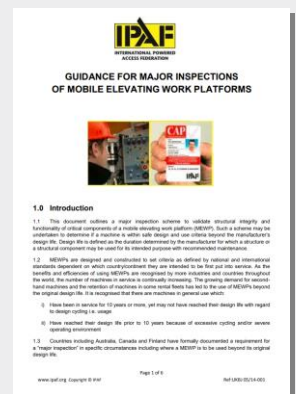 IPAF
INTERNATIONAL POWERED
ACCESS FEDERATION
GUIDANCE FOR MAJOR INSPECTIONS
OF MOBILE ELEVATING WORK PLATFORMS
CAP
1.0 Introduction
1.1 This document outlines a major inspection scheme to validate structural integrity and
functionality of critical components of a mobile elevating work platform (MEWP). Such a scheme may be
undertaken to determine if a machine is within safe design and use criteria beyond the manufacturer's
design life. Design life is defined as the duration determined by the manufacturer for which a structure or
a structural component may be used for its intended purpose with recommended maintenance.
1.2 MEWPs are designed and constructed to set criteria as defined by national and international
standards dependent on which country/continent they are intended to be first put into service. As the
benefits and efficiencies of using MEWPs are recognised by more industries and countries throughout
the world, the number of machines in service is continually increasing. The growing demand for second-
hand machines and the retention of machines in some rental fleets has led to the use of MEWPs beyond
the original design life. It is recognised that there are machines in general use which:
i) Have been in service for 10 years or more, yet may not have reached their design life with regard
to design cycling i.e. usage
ii) Have reached their design life prior to 10 years because of excessive cycling and/or severe
operating environment
1.3 Countries including Australia, Canada and Finland have formally documented a requirement for
a "major inspection" in specific circumstances including where a MEWP is to be used beyond its original
design life.
Page 1 of 6
www.ipaf.org Copyright © IPAF